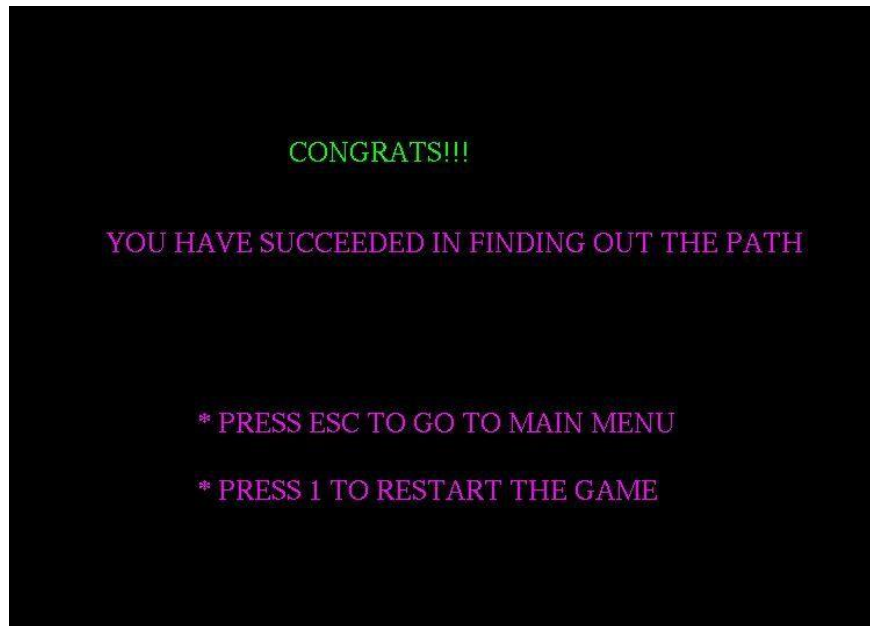 CONGRATS!!!
YOU HAVE SUCCEEDED IN FINDING OUT THE PATH
* PRESS ESC TO GO TO MAIN MENU
* PRESS 1 TO RESTART THE GAME